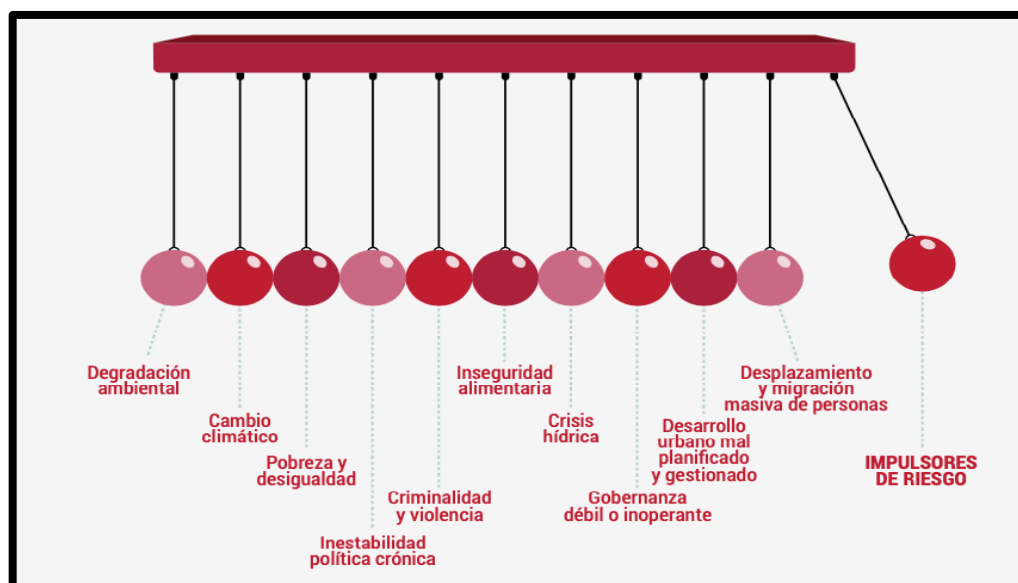 Degradación
ambiental
Cambio
climático
Pobreza y
desigualdad
Inestabilidad
política crónica
Criminalidad
y violencia
Inseguridad
alimentaria
Crisis
hídrica
Gobernanza
débil o inoperante
Desarrollo
urbano mal
planificado
y gestionado
Desplazamiento
y migración
masiva de personas
IMPULSORES
DE RIESGO